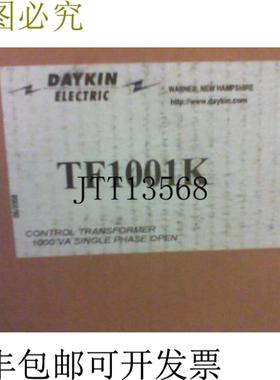 图必究
DAYKIN
ELECTRIC
WARNER, NEW HAMPSHIRE
http://www.daykin.com
TF1001K
JTT13568
CONTROL TRANSFORMER
1000 VA SINGLE PHASE OPEN
丰包邮可开发票